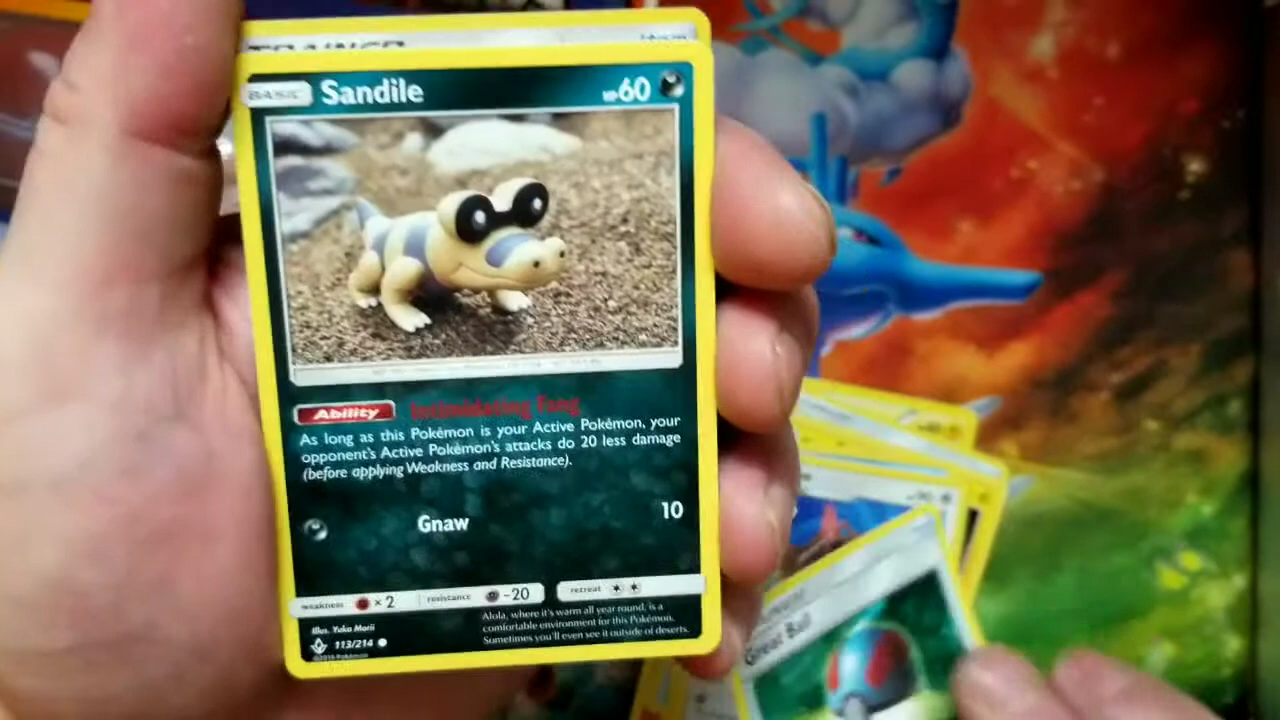 TRAINER
BASIC Sandile HP60
Ability Intimidating Fang
As long as this Pokémon is your Active Pokémon, your
opponent's Active Pokémon's attacks do 20 less damage
(before applying Weakness and Resistance).
Gnaw 10
weakness ×2 resistance -20 retreat
Alola, where it's warm all year round, is a
comfortable environment for this Pokémon.
Sometimes you'll even see it outside of deserts.
Illus. Yuka Morii
113/214
Great Ball